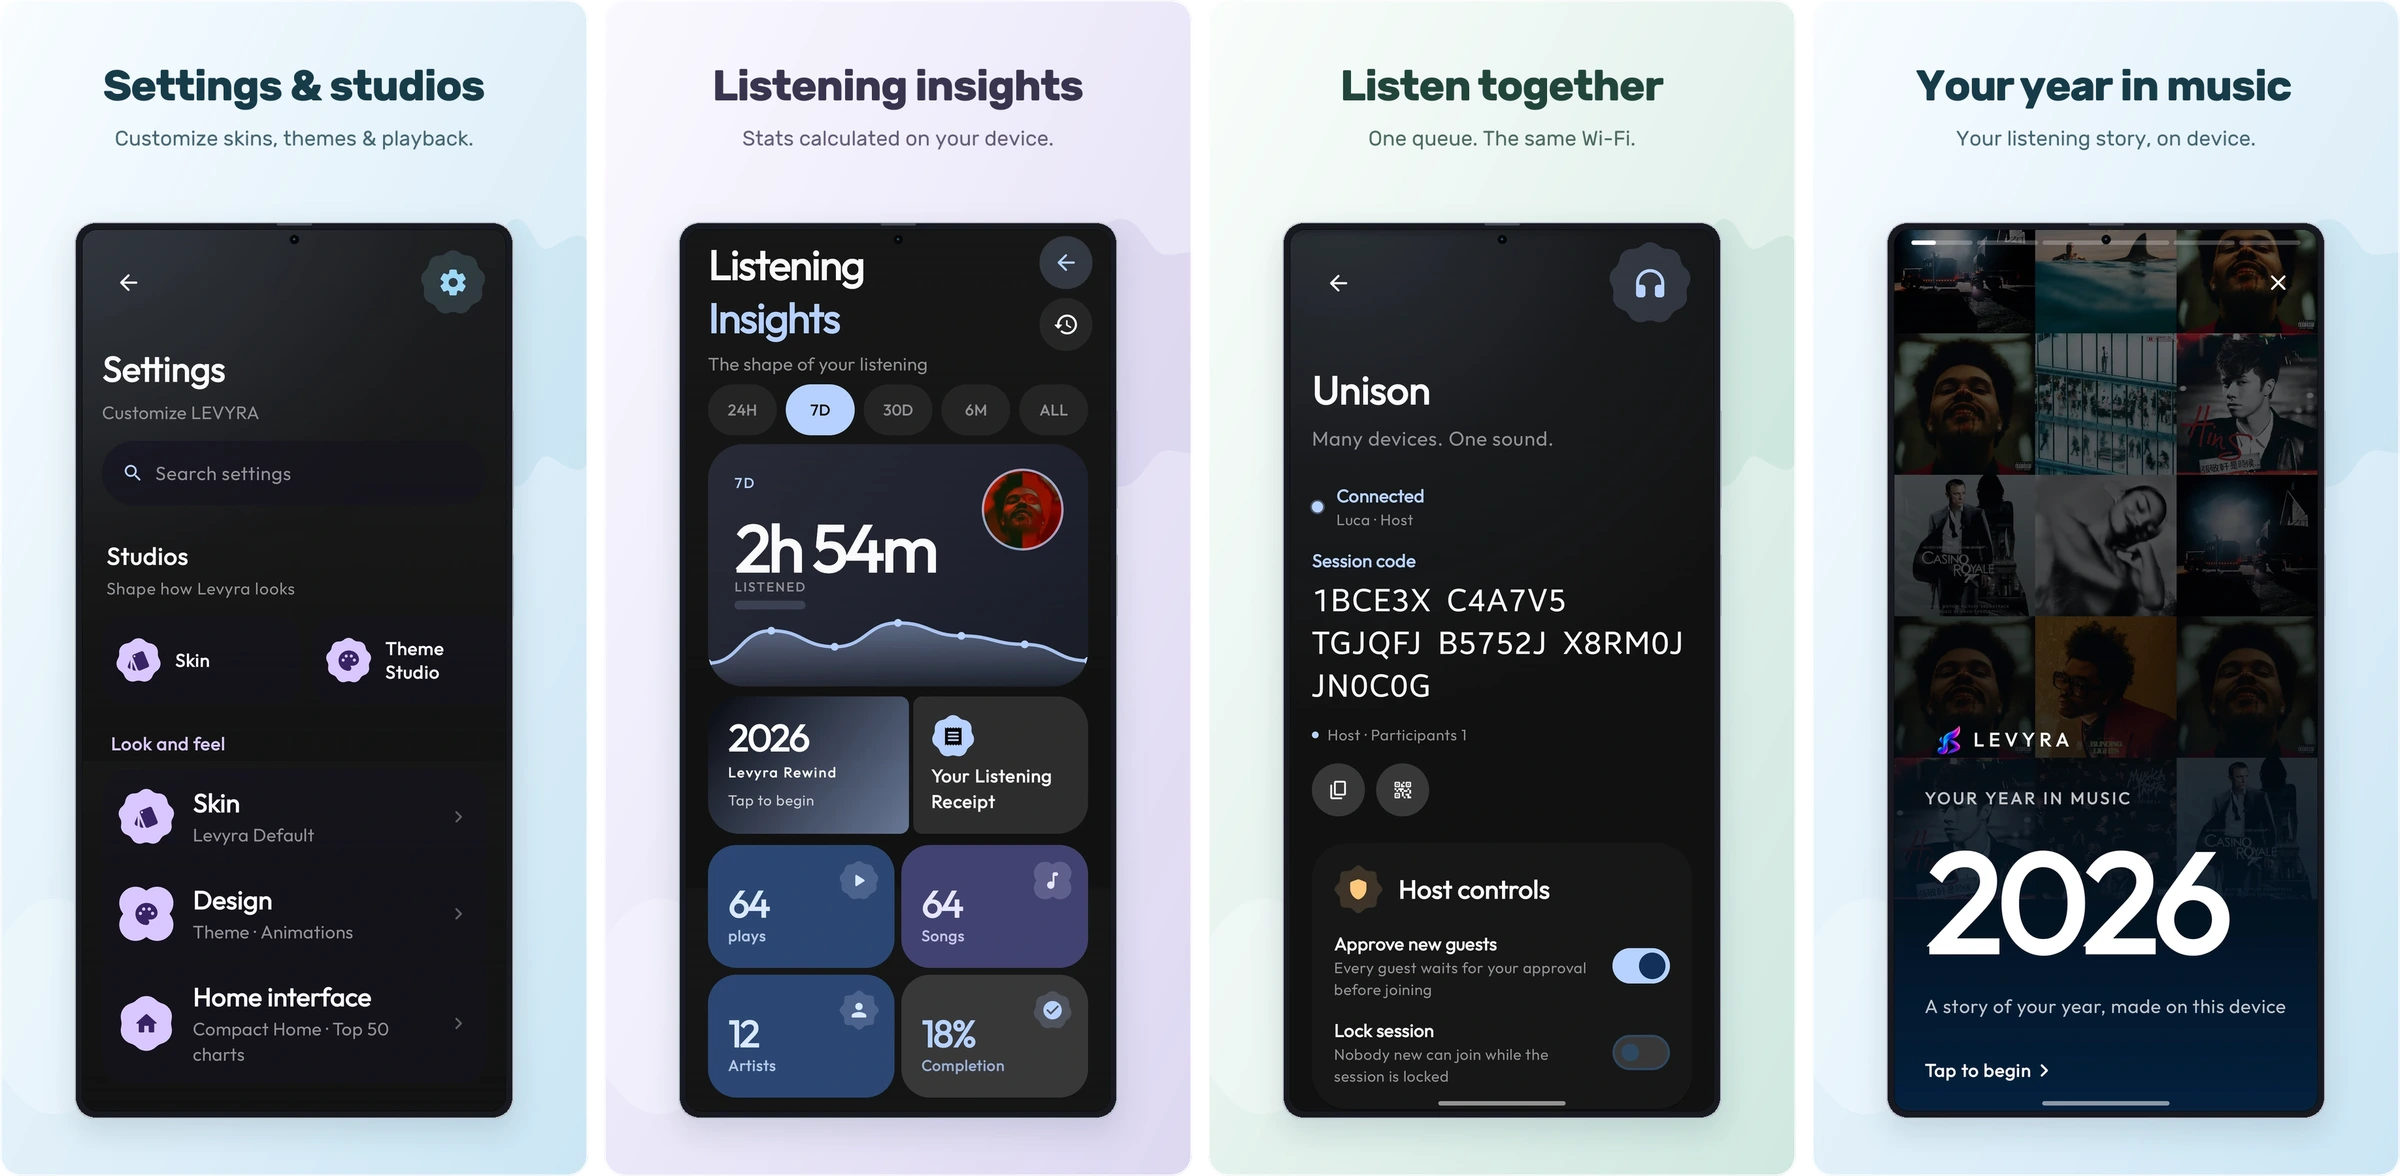 Settings & studios
Customize skins, themes & playback.
Settings
Customize LEVYRA
Search settings
Studios
Shape how Levyra looks
Skin
Theme
Studio
Look and feel
Skin
Levyra Default
Design
Theme · Animations
Home interface
Compact Home · Top 50
charts
Listening insights
Stats calculated on your device.
Listening
Insights
The shape of your listening
24H 7D 30D 6M ALL
7D
2h 54m
LISTENED
2026
Levyra Rewind
Tap to begin
Your Listening
Receipt
64
plays
64
Songs
12
Artists
18%
Completion
Listen together
One queue. The same Wi-Fi.
Unison
Many devices. One sound.
Connected
Luca · Host
Session code
1BCE3X C4A7V5
TGJQFJ B5752J X8RM0J
JN0C0G
Host · Participants 1
Host controls
Approve new guests
Every guest waits for your approval
before joining
Lock session
Nobody new can join while the
session is locked
Your year in music
Your listening story, on device.
Hins
CASINO
ROYALE
BLINDING
LIGHTS
LEVYRA
CASINO
ROYALE
YOUR YEAR IN MUSIC
2026
A story of your year, made on this device
Tap to begin